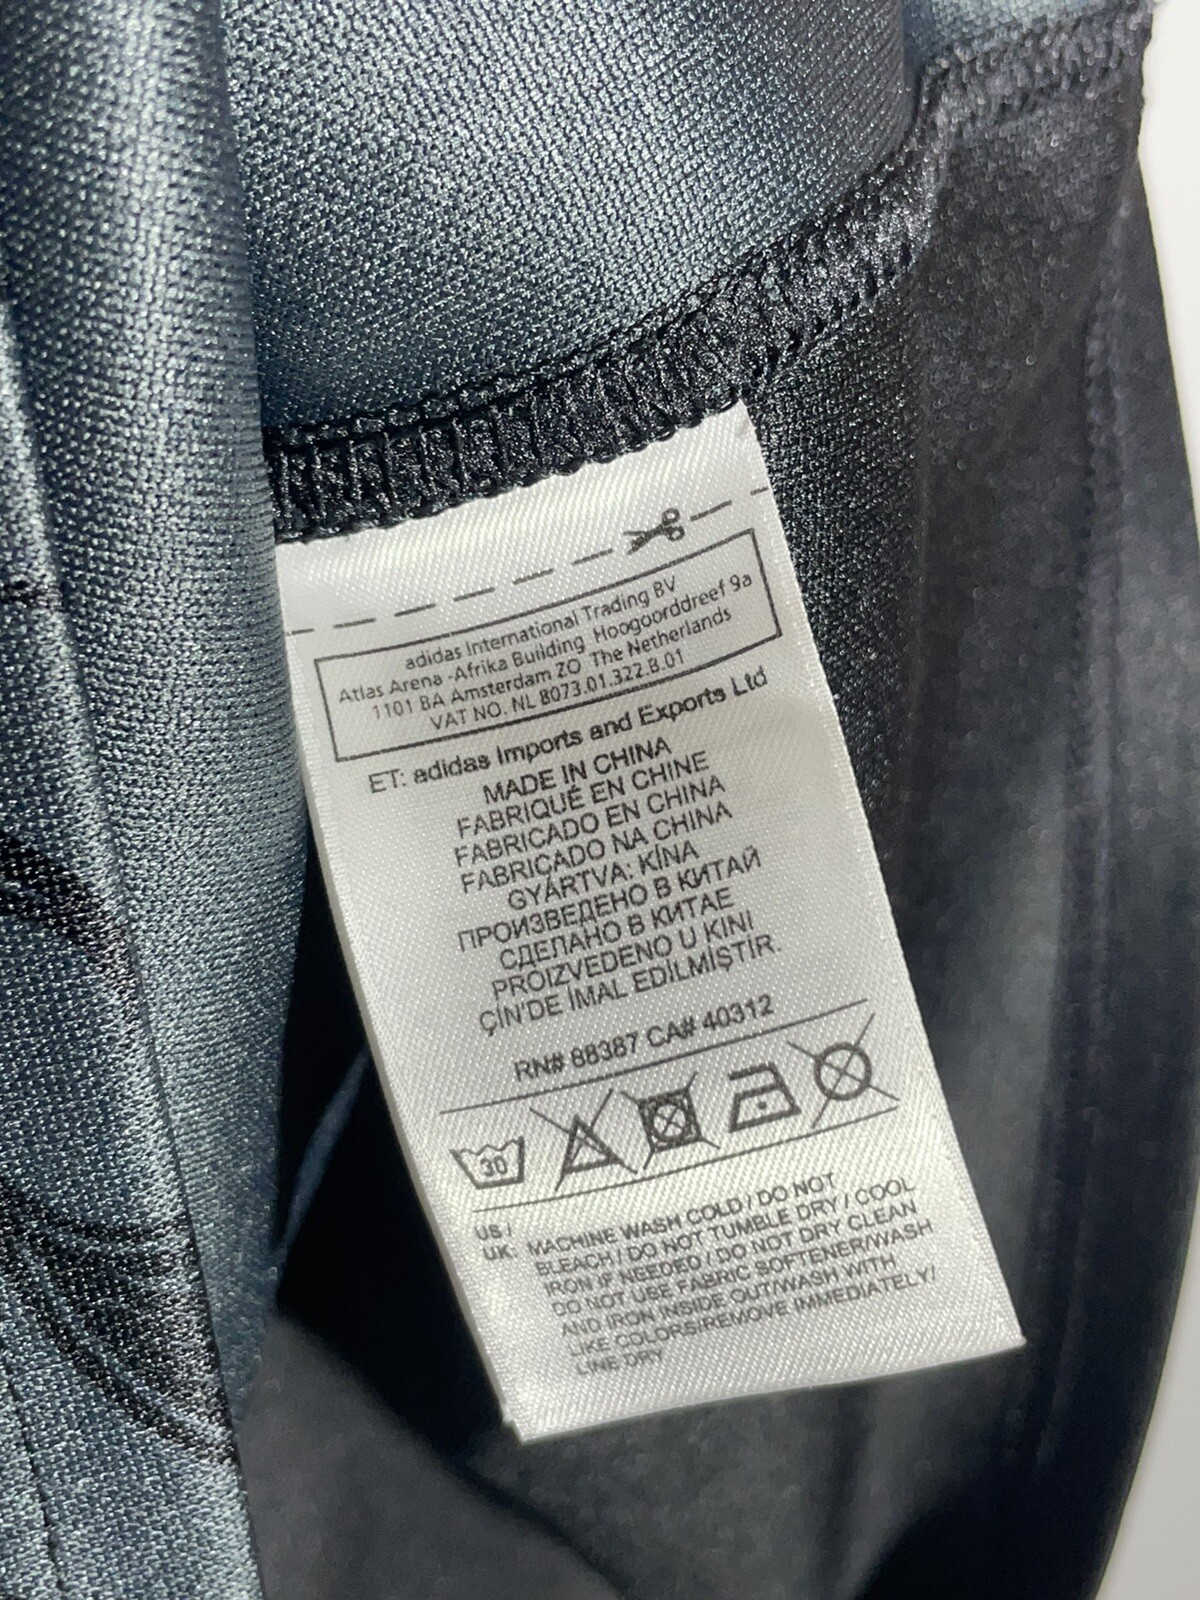 adidas International Trading BV
Atlas Arena -Afrika Building Hoogoorddreef 9a
1101 BA Amsterdam ZO The Netherlands
VAT NO. NL 8073.01.322.B.01
ET: adidas Imports and Exports Ltd
MADE IN CHINA
FABRIQUÉ EN CHINE
FABRICADO EN CHINA
FABRICADO NA CHINA
GYÁRTVA: KÍNA
ПРОИЗВЕДЕНО В КИТАЙ
СДЕЛАНО В КИТАЕ
PROIZVEDENO U KINI
ÇİN'DE İMAL EDİLMİŞTİR.
RN# 88387 CA# 40312
30
US /
UK: MACHINE WASH COLD / DO NOT
BLEACH / DO NOT TUMBLE DRY / COOL
IRON IF NEEDED / DO NOT DRY CLEAN
DO NOT USE FABRIC SOFTENER/WASH
AND IRON INSIDE OUT/WASH WITH
LIKE COLORS/REMOVE IMMEDIATELY/
LINE DRY